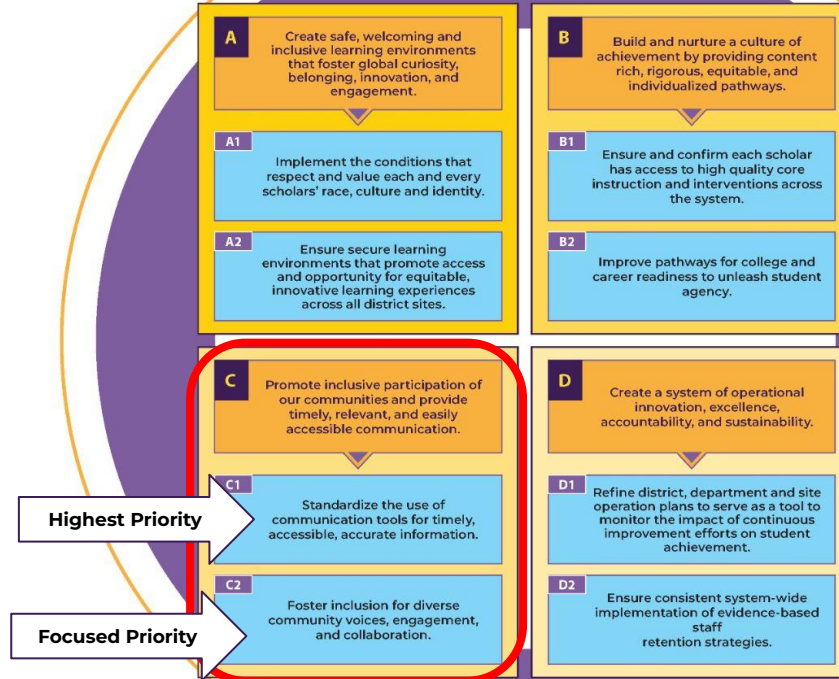 A
Create safe, welcoming and
inclusive learning environments
that foster global curiosity,
belonging, innovation, and
engagement.
A1
Implement the conditions that
respect and value each and every
scholars' race, culture and identity.
A2
Ensure secure learning
environments that promote access
and opportunity for equitable,
innovative learning experiences
across all district sites.
B
Build and nurture a culture of
achievement by providing content
rich, rigorous, equitable, and
individualized pathways.
B1
Ensure and confirm each scholar
has access to high quality core
instruction and interventions across
the system.
B2
Improve pathways for college and
career readiness to unleash student
agency.
C
Promote inclusive participation of
our communities and provide
timely, relevant, and easily
accessible communication.
Highest Priority
C1
Standardize the use of
communication tools for timely,
accessible, accurate information.
Focused Priority
C2
Foster inclusion for diverse
community voices, engagement,
and collaboration.
D
Create a system of operational
innovation, excellence,
accountability, and sustainability.
D1
Refine district, department and site
operation plans to serve as a tool to
monitor the impact of continuous
improvement efforts on student
achievement.
D2
Ensure consistent system-wide
implementation of evidence-based
staff
retention strategies.